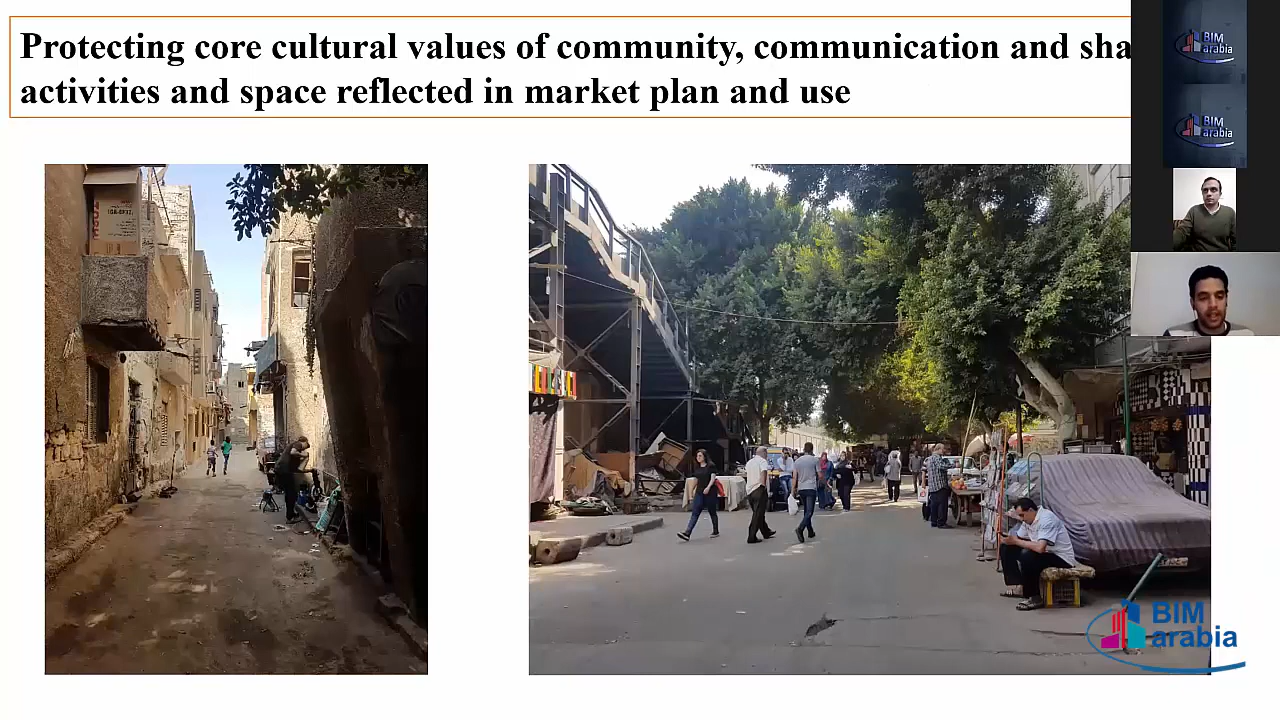 Protecting core cultural values of community, communication and sha
activities and space reflected in market plan and use
BIM
arabia
BIM
arabia
BIM
arabia